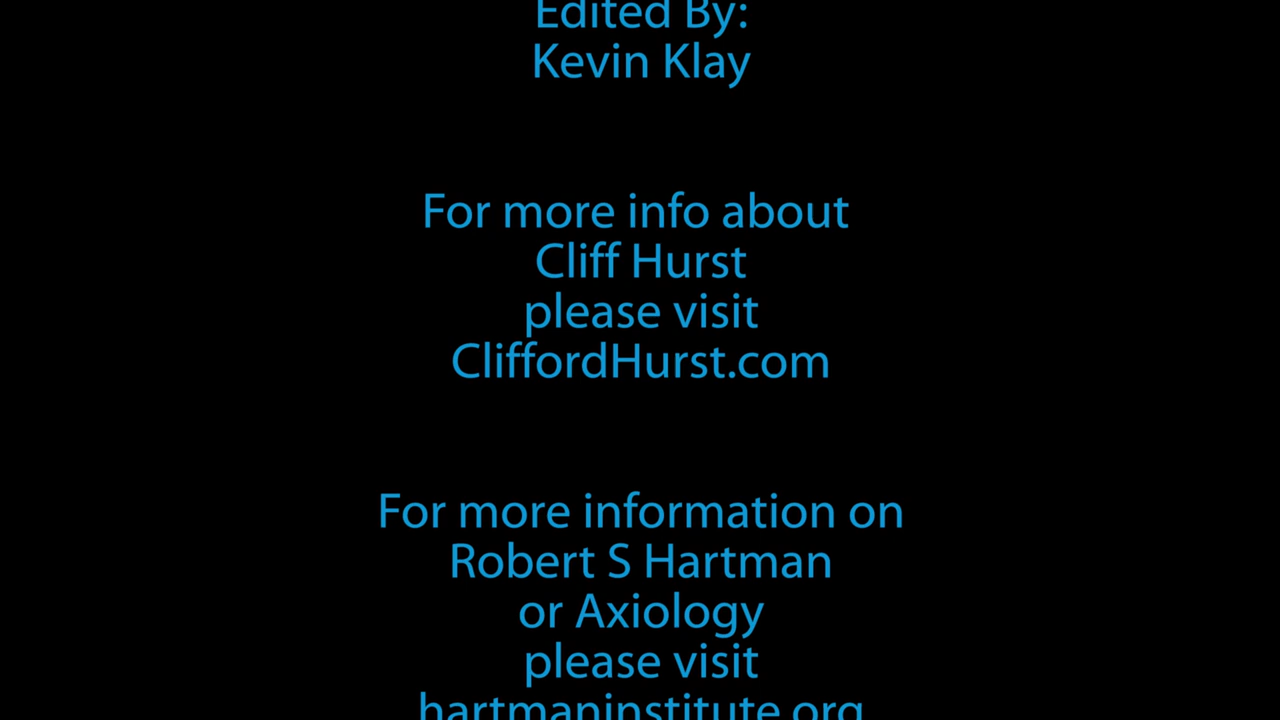 Edited By:
Kevin Klay
For more info about
Cliff Hurst
please visit
CliffordHurst.com
For more information on
Robert S Hartman
or Axiology
please visit
hartmaninstitute.org